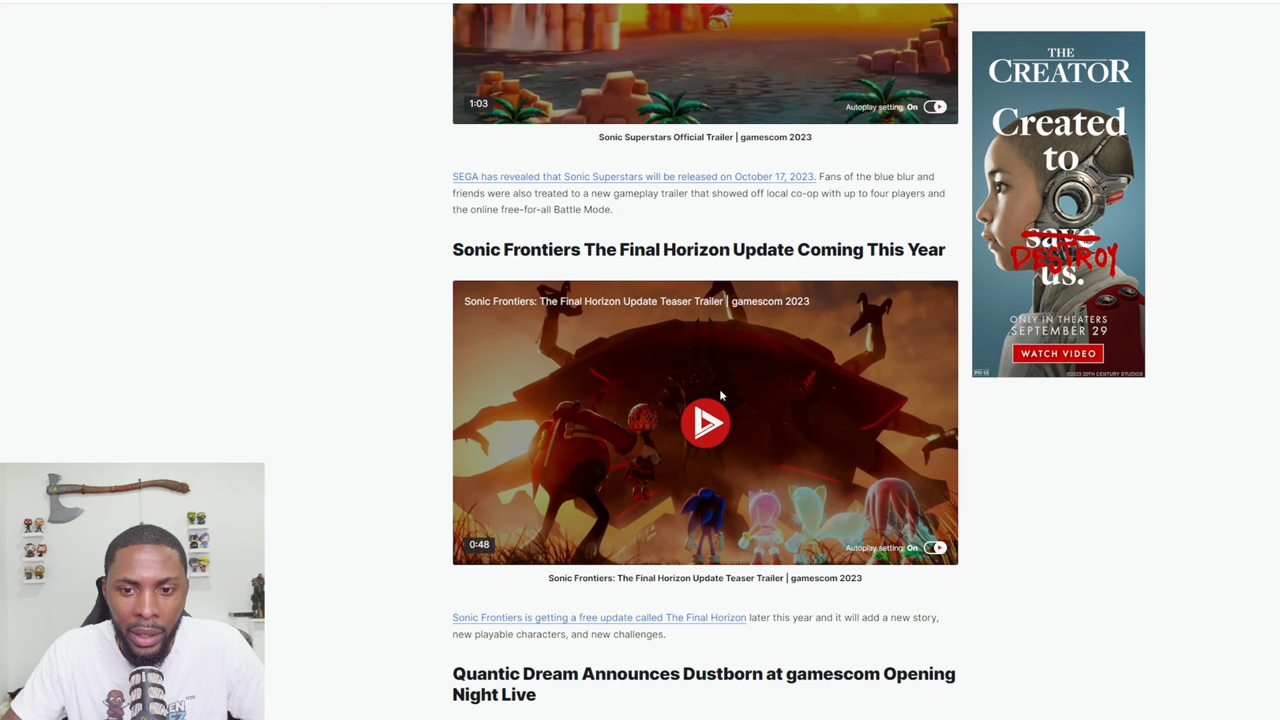 1:03
Autoplay setting: On
Sonic Superstars Official Trailer | gamescom 2023
SEGA has revealed that Sonic Superstars will be released on October 17, 2023. Fans of the blue blur and
friends were also treated to a new gameplay trailer that showed off local co-op with up to four players and
the online free-for-all Battle Mode.
Sonic Frontiers The Final Horizon Update Coming This Year
Sonic Frontiers: The Final Horizon Update Teaser Trailer | gamescom 2023
0:48
Autoplay setting: On
Sonic Frontiers: The Final Horizon Update Teaser Trailer | gamescom 2023
Sonic Frontiers is getting a free update called The Final Horizon later this year and it will add a new story,
new playable characters, and new challenges.
Quantic Dream Announces Dustborn at gamescom Opening
Night Live
THE
CREATOR
Created
to
save
DESTROY
us.
ONLY IN THEATERS
SEPTEMBER 29
WATCH VIDEO
PG-13
©2023 20TH CENTURY STUDIOS